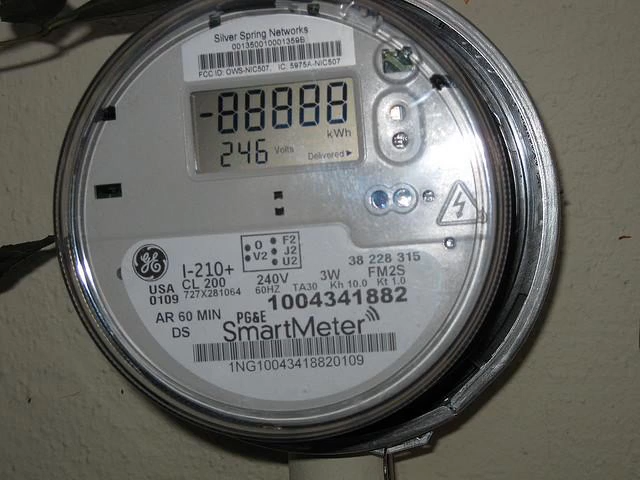 Silver Spring Networks
001350010001359B
FCC ID: OWS-NIC507, IC: 5975A-NIC507
-88888
kWh
246 Volts Delivered ▶
GE
I-210+
O F2
V2 J2
U2
38 228 315
USA CL 200 240V 3W FM2S
0109 727X281064 60HZ TA30 Kh 10.0 Kt 1.0
1004341882
AR 60 MIN PG&E
DS SmartMeter
1NG10043418820109